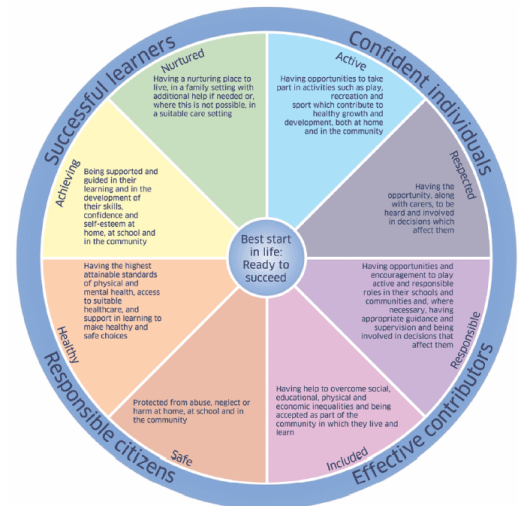 Successful learners
Confident individuals
Nurtured
Having a nurturing place to
live, in a family setting with
additional help if needed or,
where this is not possible, in
a suitable care setting
Active
Having opportunities to take
part in activities such as play,
recreation and
sport which contribute to
healthy growth and
development, both at home
and in the community
Achieving
Being supported and
guided in their
learning and in the
development of
their skills,
confidence and
self-esteem at
home, at school and
in the community
Respected
Having the
opportunity, along
with carers, to be
heard and involved
in decisions which
affect them
Best start
in life:
Ready to
succeed
Healthy
Having the highest
attainable standards
of physical and
mental health, access
to suitable
healthcare, and
support in learning to
make healthy and
safe choices
Responsible
Having opportunities and
encouragement to play
active and responsible
roles in their schools and
communities and, where
necessary, having
appropriate guidance and
supervision and being
involved in decisions that
affect them
Protected from abuse, neglect or
harm at home, at school and in
the community
Safe
Having help to overcome social,
educational, physical and
economic inequalities and being
accepted as part of the
community in which they live and
learn
Included
Responsible citizens
Effective contributors